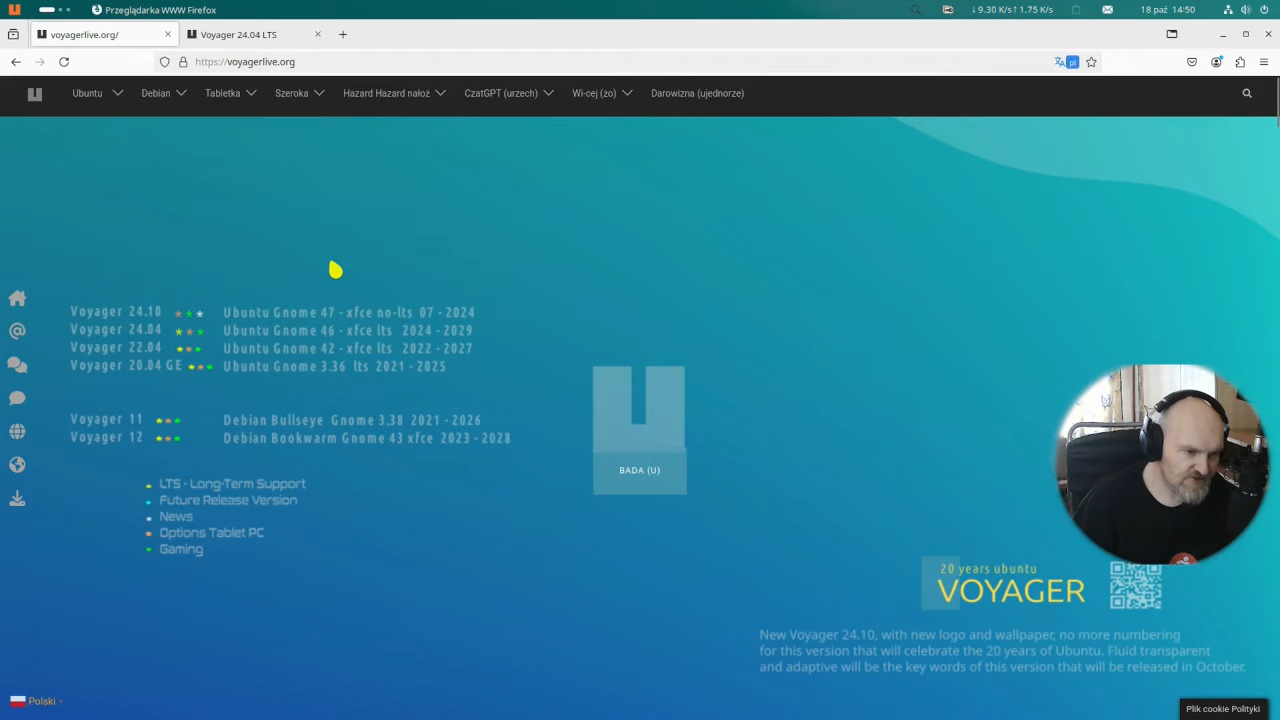 Przeglądarka WWW Firefox
↓ 9.30 K/s ↑ 1.75 K/s
18 paź 14:50
voyagerlive.org/
Voyager 24.04 LTS
https://voyagerlive.org
pl
Ubuntu
Debian
Tabletka
Szeroka
Hazard Hazard nałoż
CzatGPT (urzech)
Wi-cej (żo)
Darowizna (ujednorze)
Voyager 24.10 Ubuntu Gnome 47 - xfce no-lts 07 - 2024
Voyager 24.04 Ubuntu Gnome 46 - xfce lts 2024 - 2029
Voyager 22.04 Ubuntu Gnome 42 - xfce lts 2022 - 2027
Voyager 20.04 GE Ubuntu Gnome 3.36 lts 2021 - 2025
Voyager 11 Debian Bullseye Gnome 3.38 2021 - 2026
Voyager 12 Debian Bookwarm Gnome 43 xfce 2023 - 2028
LTS - Long-Term Support
Future Release Version
News
Options Tablet PC
Gaming
BADA (U)
20 years ubuntu
VOYAGER
New Voyager 24.10, with new logo and wallpaper, no more numbering
for this version that will celebrate the 20 years of Ubuntu. Fluid transparent
and adaptive will be the key words of this version that will be released in October.
Polski
Plik cookie Polityki